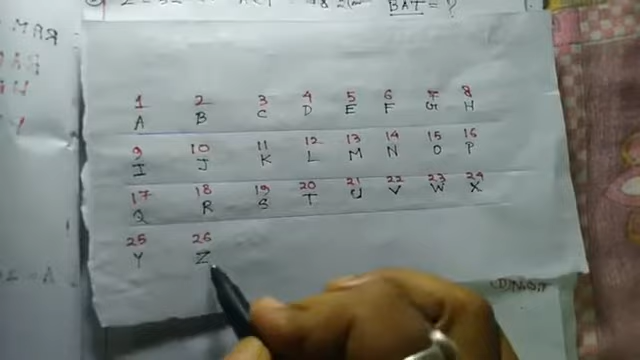 BAT = ?
1 2 3 4 5 6 7 8
A B C D E F G H
9 10 11 12 13 14 15 16
I J K L M N O P
17 18 19 20 21 22 23 24
Q R S T U V W X
25 26
Y Z